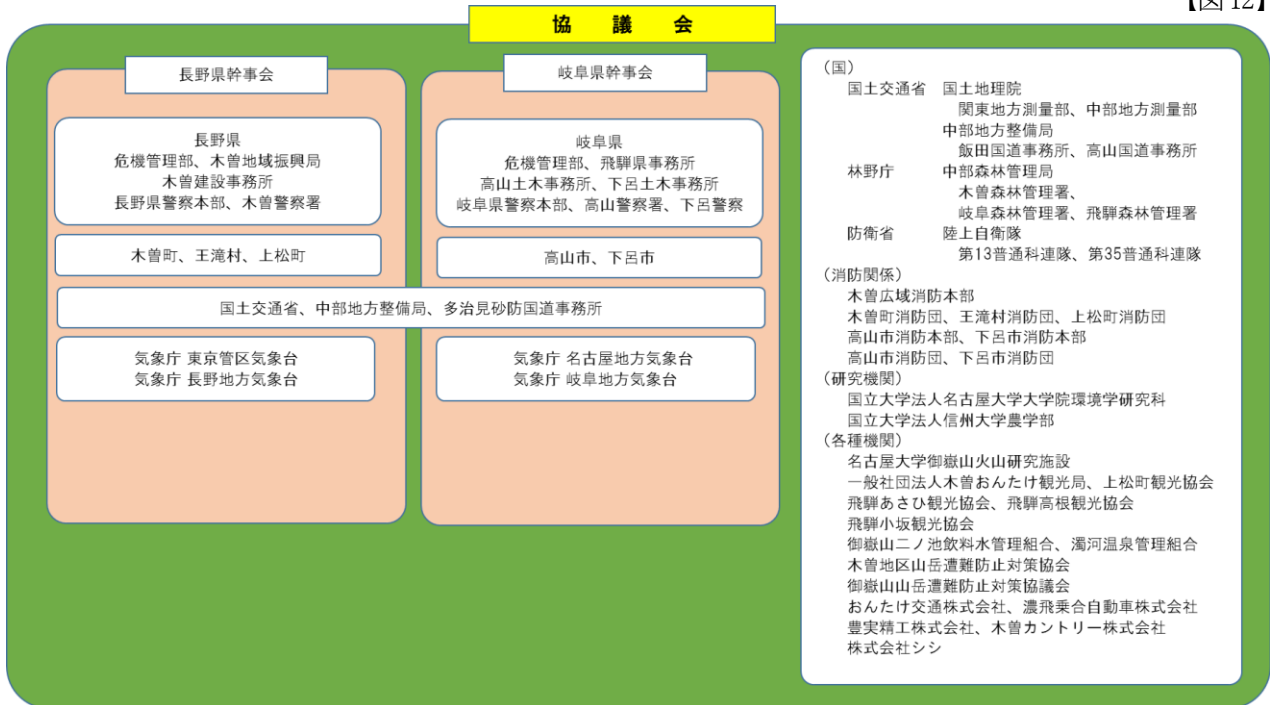 【図 12】
協 議 会
長野県幹事会
長野県
危機管理部、木曽地域振興局
木曽建設事務所
長野県警察本部、木曽警察署
木曽町、王滝村、上松町
岐阜県幹事会
岐阜県
危機管理部、飛騨県事務所
高山土木事務所、下呂土木事務所
岐阜県警察本部、高山警察署、下呂警察
高山市、下呂市
国土交通省、中部地方整備局、多治見砂防国道事務所
気象庁 東京管区気象台
気象庁 長野地方気象台
気象庁 名古屋地方気象台
気象庁 岐阜地方気象台
（国）
国土交通省 国土地理院
関東地方測量部、中部地方測量部
中部地方整備局
飯田国道事務所、高山国道事務所
林野庁 中部森林管理局
木曽森林管理署、
岐阜森林管理署、飛騨森林管理署
防衛省 陸上自衛隊
第13普通科連隊、第35普通科連隊
（消防関係）
木曽広域消防本部
木曽町消防団、王滝村消防団、上松町消防団
高山市消防本部、下呂市消防本部
高山市消防団、下呂市消防団
（研究機関）
国立大学法人名古屋大学大学院環境学研究科
国立大学法人信州大学農学部
（各種機関）
名古屋大学御嶽山火山研究施設
一般社団法人木曽おんたけ観光局、上松町観光協会
飛騨あさひ観光協会、飛騨高根観光協会
飛騨小坂観光協会
御嶽山二ノ池飲料水管理組合、濁河温泉管理組合
木曽地区山岳遭難防止対策協会
御嶽山山岳遭難防止対策協議会
おんたけ交通株式会社、濃飛乗合自動車株式会社
豊実精工株式会社、木曽カントリー株式会社
株式会社シシ